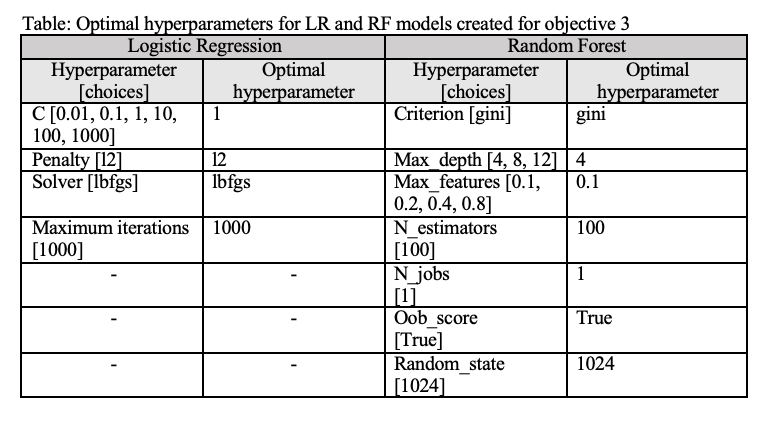 Table: Optimal hyperparameters for LR and RF models created for objective 3
Logistic Regression Random Forest
Hyperparameter [choices] Optimal hyperparameter Hyperparameter [choices] Optimal hyperparameter
C [0.01, 0.1, 1, 10, 100, 1000] 1 Criterion [gini] gini
Penalty [l2] l2 Max_depth [4, 8, 12] 4
Solver [lbfgs] lbfgs Max_features [0.1, 0.2, 0.4, 0.8] 0.1
Maximum iterations [1000] 1000 N_estimators [100] 100
- - N_jobs [1] 1
- - Oob_score [True] True
- - Random_state [1024] 1024